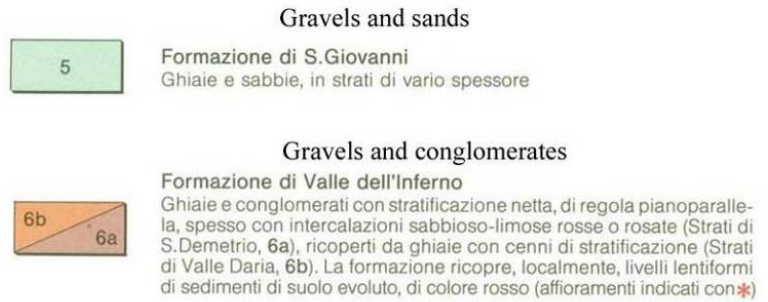 Gravels and sands
5
Formazione di S.Giovanni
Ghiaie e sabbie, in strati di vario spessore
Gravels and conglomerates
6b
6a
Formazione di Valle dell'Inferno
Ghiaie e conglomerati con stratificazione netta, di regola pianoparalle-
la, spesso con intercalazioni sabbioso-limose rosse o rosate (Strati di
S.Demetrio, 6a), ricoperti da ghiaie con cenni di stratificazione (Strati
di Valle Daria, 6b). La formazione ricopre, localmente, livelli lentiformi
di sedimenti di suolo evoluto, di colore rosso (affioramenti indicati con*)